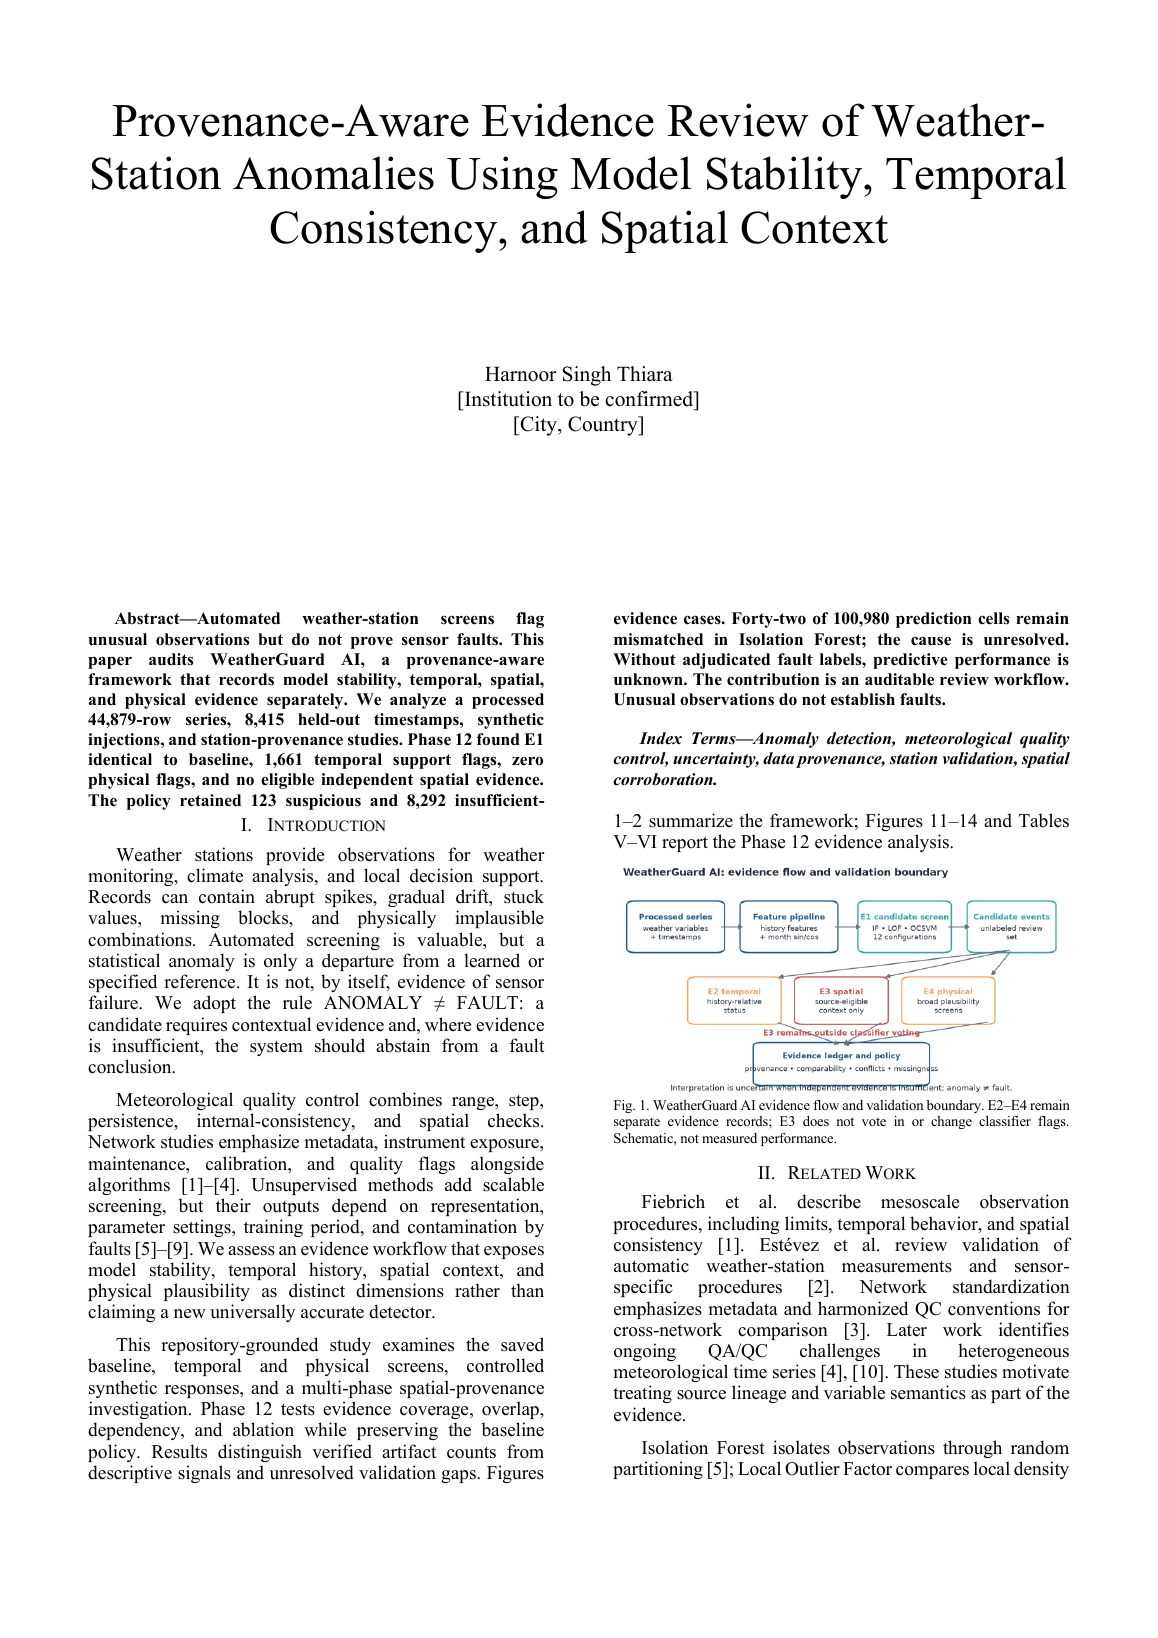 Provenance-Aware Evidence Review of Weather-
Station Anomalies Using Model Stability, Temporal
Consistency, and Spatial Context
Harnoor Singh Thiara
[Institution to be confirmed]
[City, Country]
Abstract—Automated weather-station screens flag
unusual observations but do not prove sensor faults. This
paper audits WeatherGuard AI, a provenance-aware
framework that records model stability, temporal, spatial,
and physical evidence separately. We analyze a processed
44,879-row series, 8,415 held-out timestamps, synthetic
injections, and station-provenance studies. Phase 12 found E1
identical to baseline, 1,661 temporal support flags, zero
physical flags, and no eligible independent spatial evidence.
The policy retained 123 suspicious and 8,292 insufficient-
evidence cases. Forty-two of 100,980 prediction cells remain
mismatched in Isolation Forest; the cause is unresolved.
Without adjudicated fault labels, predictive performance is
unknown. The contribution is an auditable review workflow.
Unusual observations do not establish faults.
Index Terms—Anomaly detection, meteorological quality
control, uncertainty, data provenance, station validation, spatial
corroboration.
I. INTRODUCTION
Weather stations provide observations for weather
monitoring, climate analysis, and local decision support.
Records can contain abrupt spikes, gradual drift, stuck
values, missing blocks, and physically implausible
combinations. Automated screening is valuable, but a
statistical anomaly is only a departure from a learned or
specified reference. It is not, by itself, evidence of sensor
failure. We adopt the rule ANOMALY ≠ FAULT: a
candidate requires contextual evidence and, where evidence
is insufficient, the system should abstain from a fault
conclusion.
Meteorological quality control combines range, step,
persistence, internal-consistency, and spatial checks.
Network studies emphasize metadata, instrument exposure,
maintenance, calibration, and quality flags alongside
algorithms [1]–[4]. Unsupervised methods add scalable
screening, but their outputs depend on representation,
parameter settings, training period, and contamination by
faults [5]–[9]. We assess an evidence workflow that exposes
model stability, temporal history, spatial context, and
physical plausibility as distinct dimensions rather than
claiming a new universally accurate detector.
This repository-grounded study examines the saved
baseline, temporal and physical screens, controlled
synthetic responses, and a multi-phase spatial-provenance
investigation. Phase 12 tests evidence coverage, overlap,
dependency, and ablation while preserving the baseline
policy. Results distinguish verified artifact counts from
descriptive signals and unresolved validation gaps. Figures
1–2 summarize the framework; Figures 11–14 and Tables
V–VI report the Phase 12 evidence analysis.
WeatherGuard AI: evidence flow and validation boundary
Processed series
weather variables
+ timestamps
Feature pipeline
history features
+ month sin/cos
E1 candidate screen
IF • LOF • OCSVM
12 configurations
Candidate events
unlabeled review
set
E2 temporal
history-relative
status
E3 spatial
source-eligible
context only
E4 physical
broad plausibility
screens
E3 remains outside classifier voting
Evidence ledger and policy
provenance • comparability • conflicts • missingness
Interpretation is uncertain when independent evidence is insufficient; anomaly ≠ fault.
Fig. 1. WeatherGuard AI evidence flow and validation boundary. E2–E4 remain
separate evidence records; E3 does not vote in or change classifier flags.
Schematic, not measured performance.
II. RELATED WORK
Fiebrich et al. describe mesoscale observation
procedures, including limits, temporal behavior, and spatial
consistency [1]. Estévez et al. review validation of
automatic weather-station measurements and sensor-
specific procedures [2]. Network standardization
emphasizes metadata and harmonized QC conventions for
cross-network comparison [3]. Later work identifies
ongoing QA/QC challenges in heterogeneous
meteorological time series [4], [10]. These studies motivate
treating source lineage and variable semantics as part of the
evidence.
Isolation Forest isolates observations through random
partitioning [5]; Local Outlier Factor compares local density